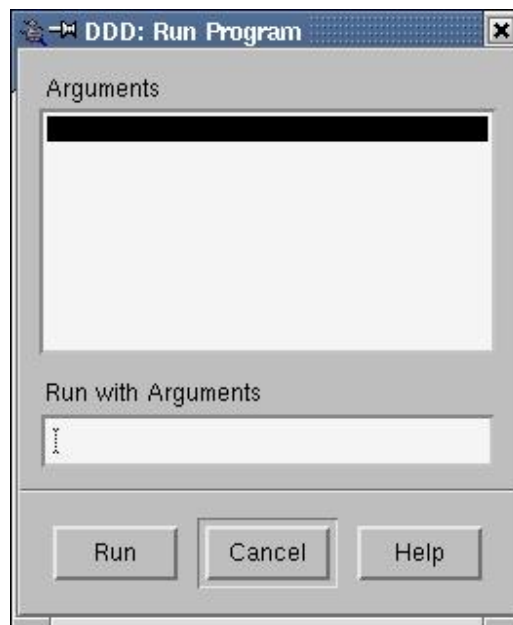 DDD: Run Program
Arguments
Run with Arguments
Run
Cancel
Help